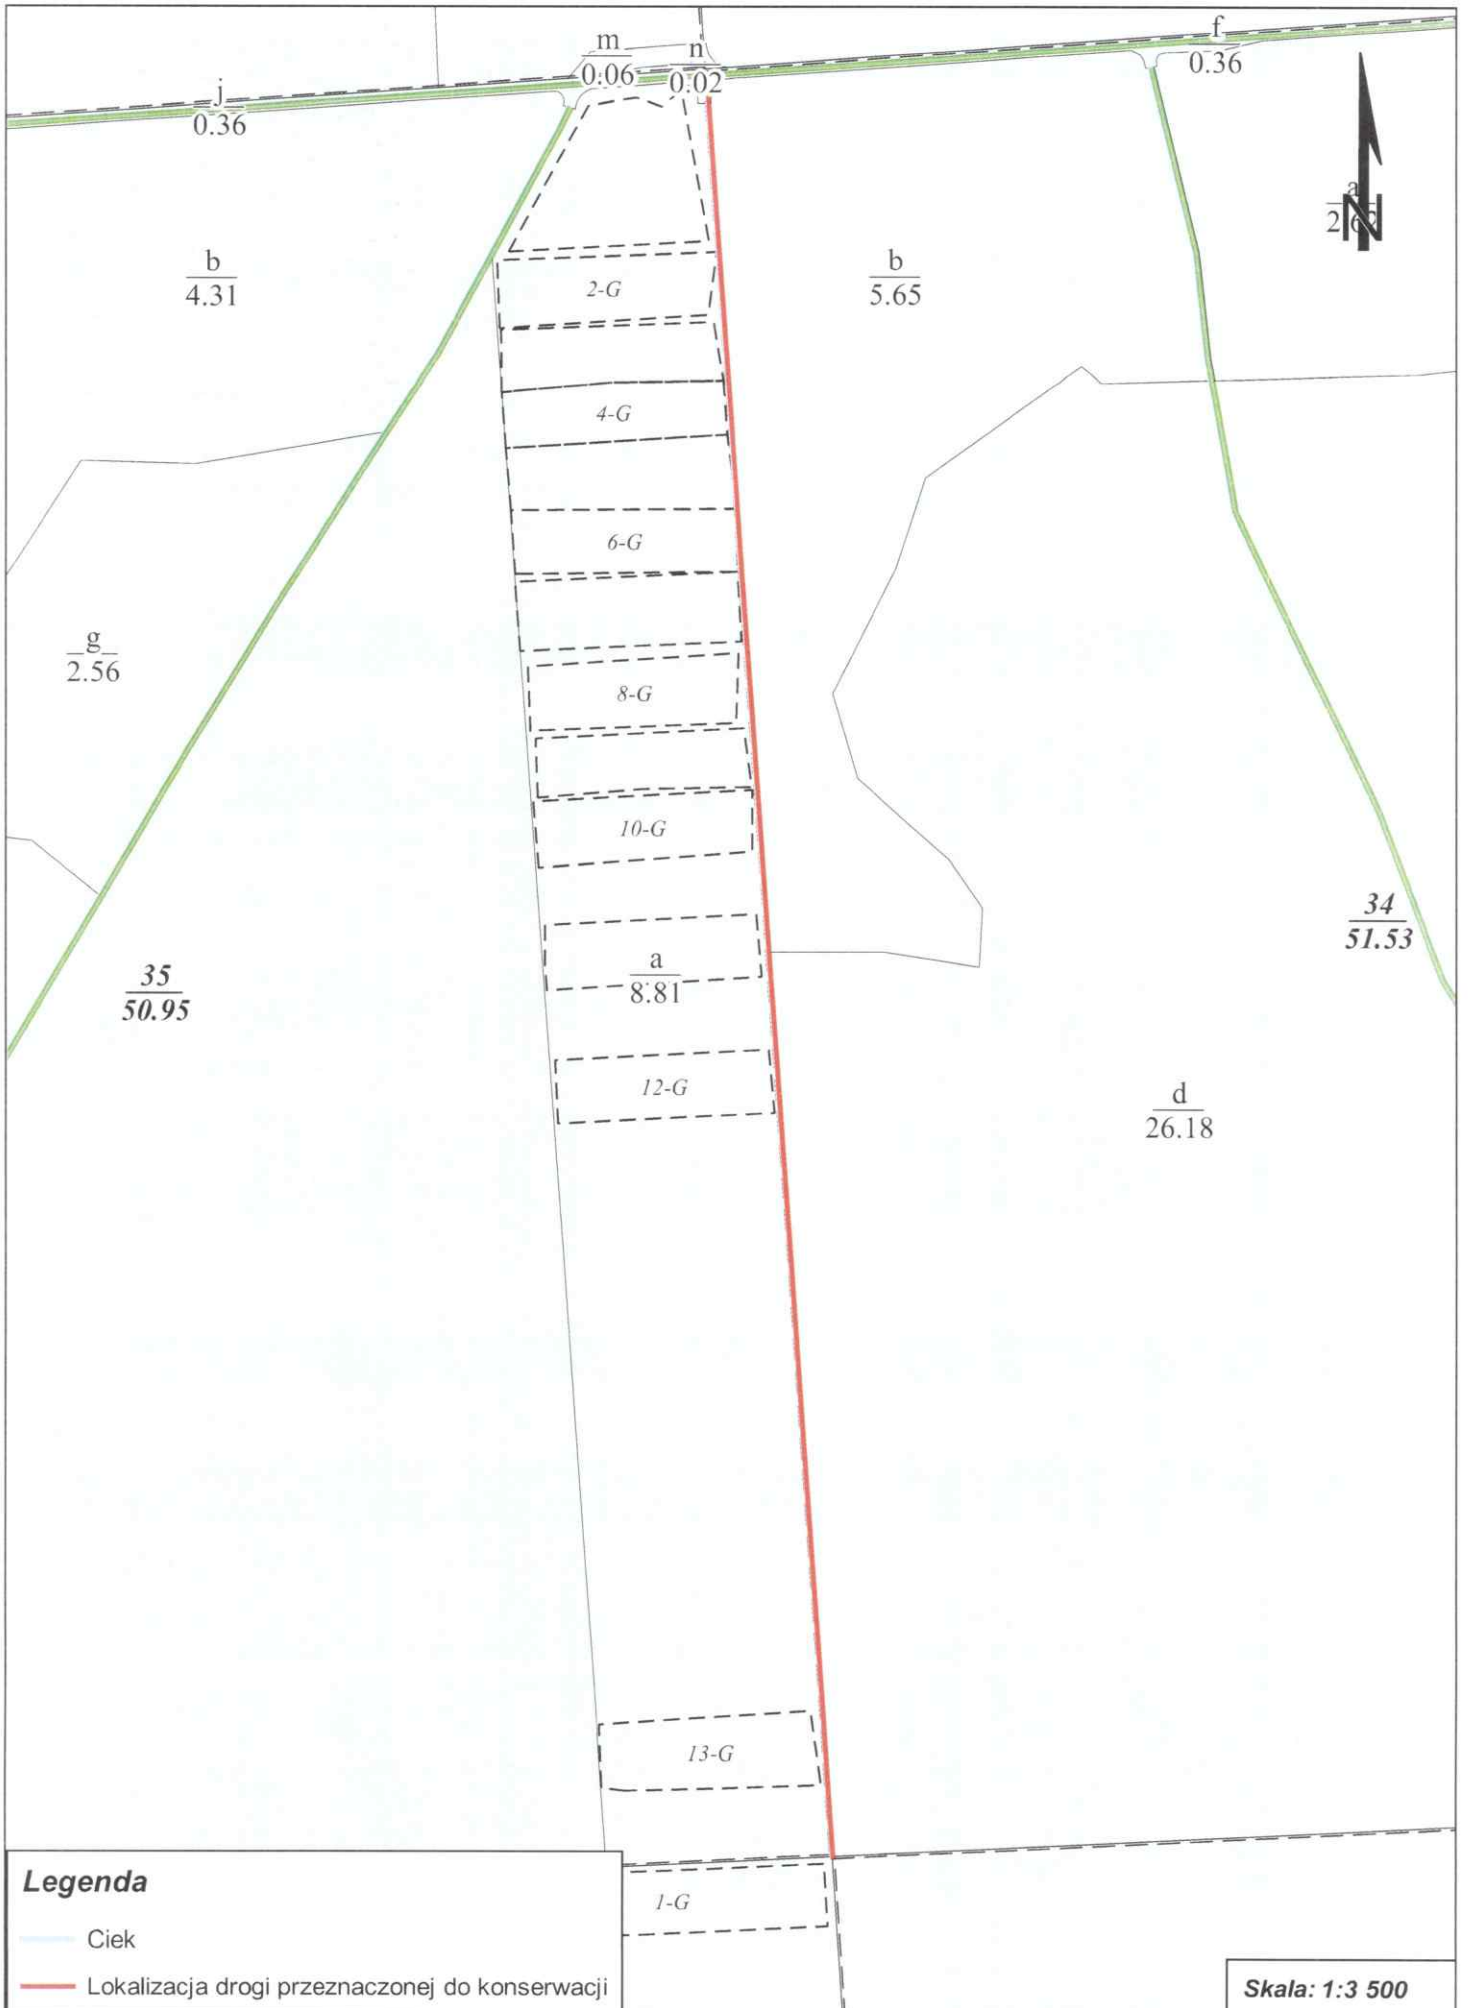 f
0.36
m
0.06
n
0.02
j
0.36
N
b
4.31
b
5.65
2-G
4-G
6-G
g
2.56
8-G
10-G
34
51.53
a
8.81
35
50.95
12-G
d
26.18
13-G
1-G
Legenda
Ciek
Lokalizacja drogi przeznaczonej do konserwacji
Skala: 1:3 500